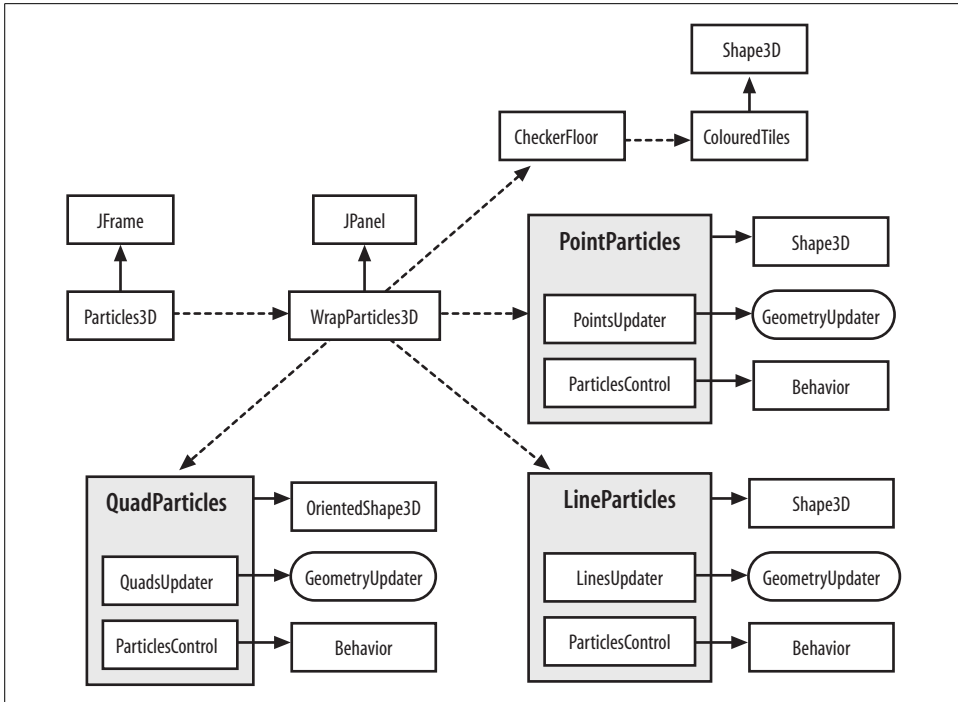 Shape3D
CheckerFloor
ColouredTiles
JFrame
JPanel
PointParticles
Shape3D
Particles3D
WrapParticles3D
PointsUpdater
GeometryUpdater
ParticlesControl
Behavior
QuadParticles
OrientedShape3D
QuadsUpdater
GeometryUpdater
ParticlesControl
Behavior
LineParticles
Shape3D
LinesUpdater
GeometryUpdater
ParticlesControl
Behavior